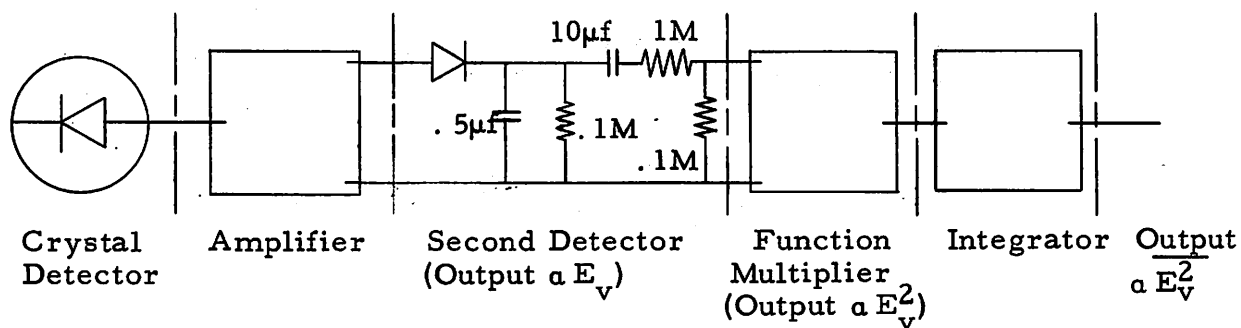 10μf 1M
.5μf .1M
.1M
Crystal Detector
Amplifier
Second Detector
(Output a E_v)
Function Multiplier
(Output a E_v^2)
Integrator
Output
a E_v^2